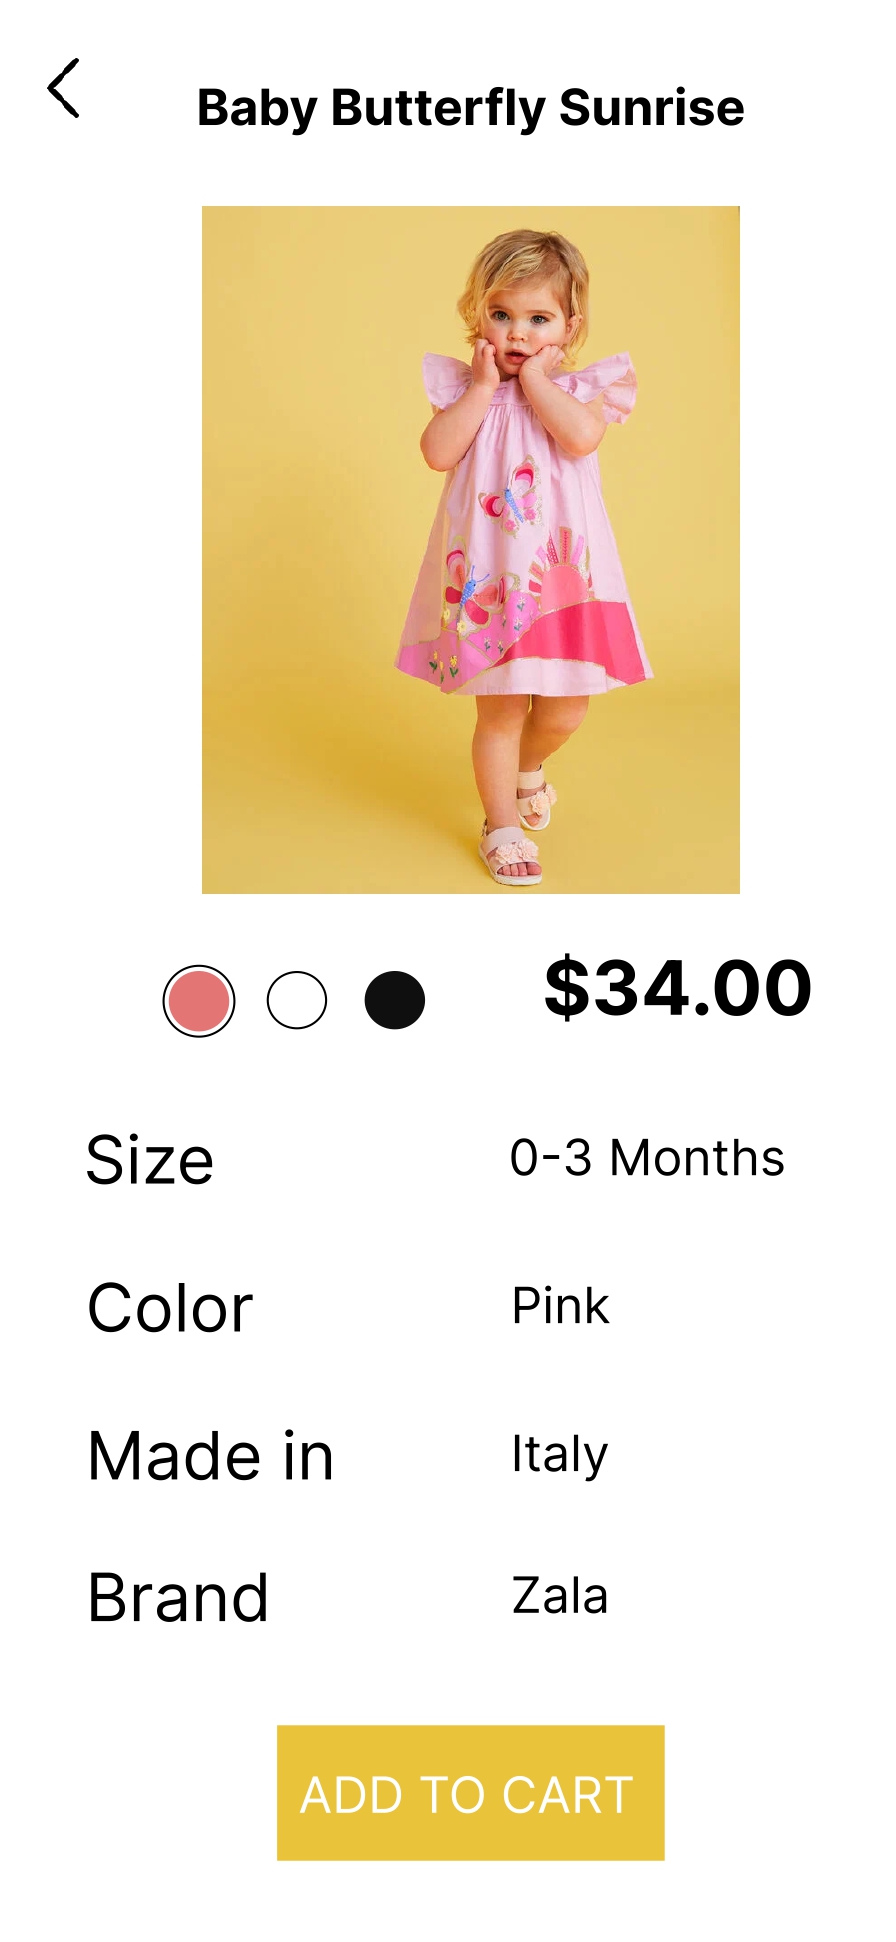 Baby Butterfly Sunrise
$34.00
Size 0-3 Months
Color Pink
Made in Italy
Brand Zala
ADD TO CART